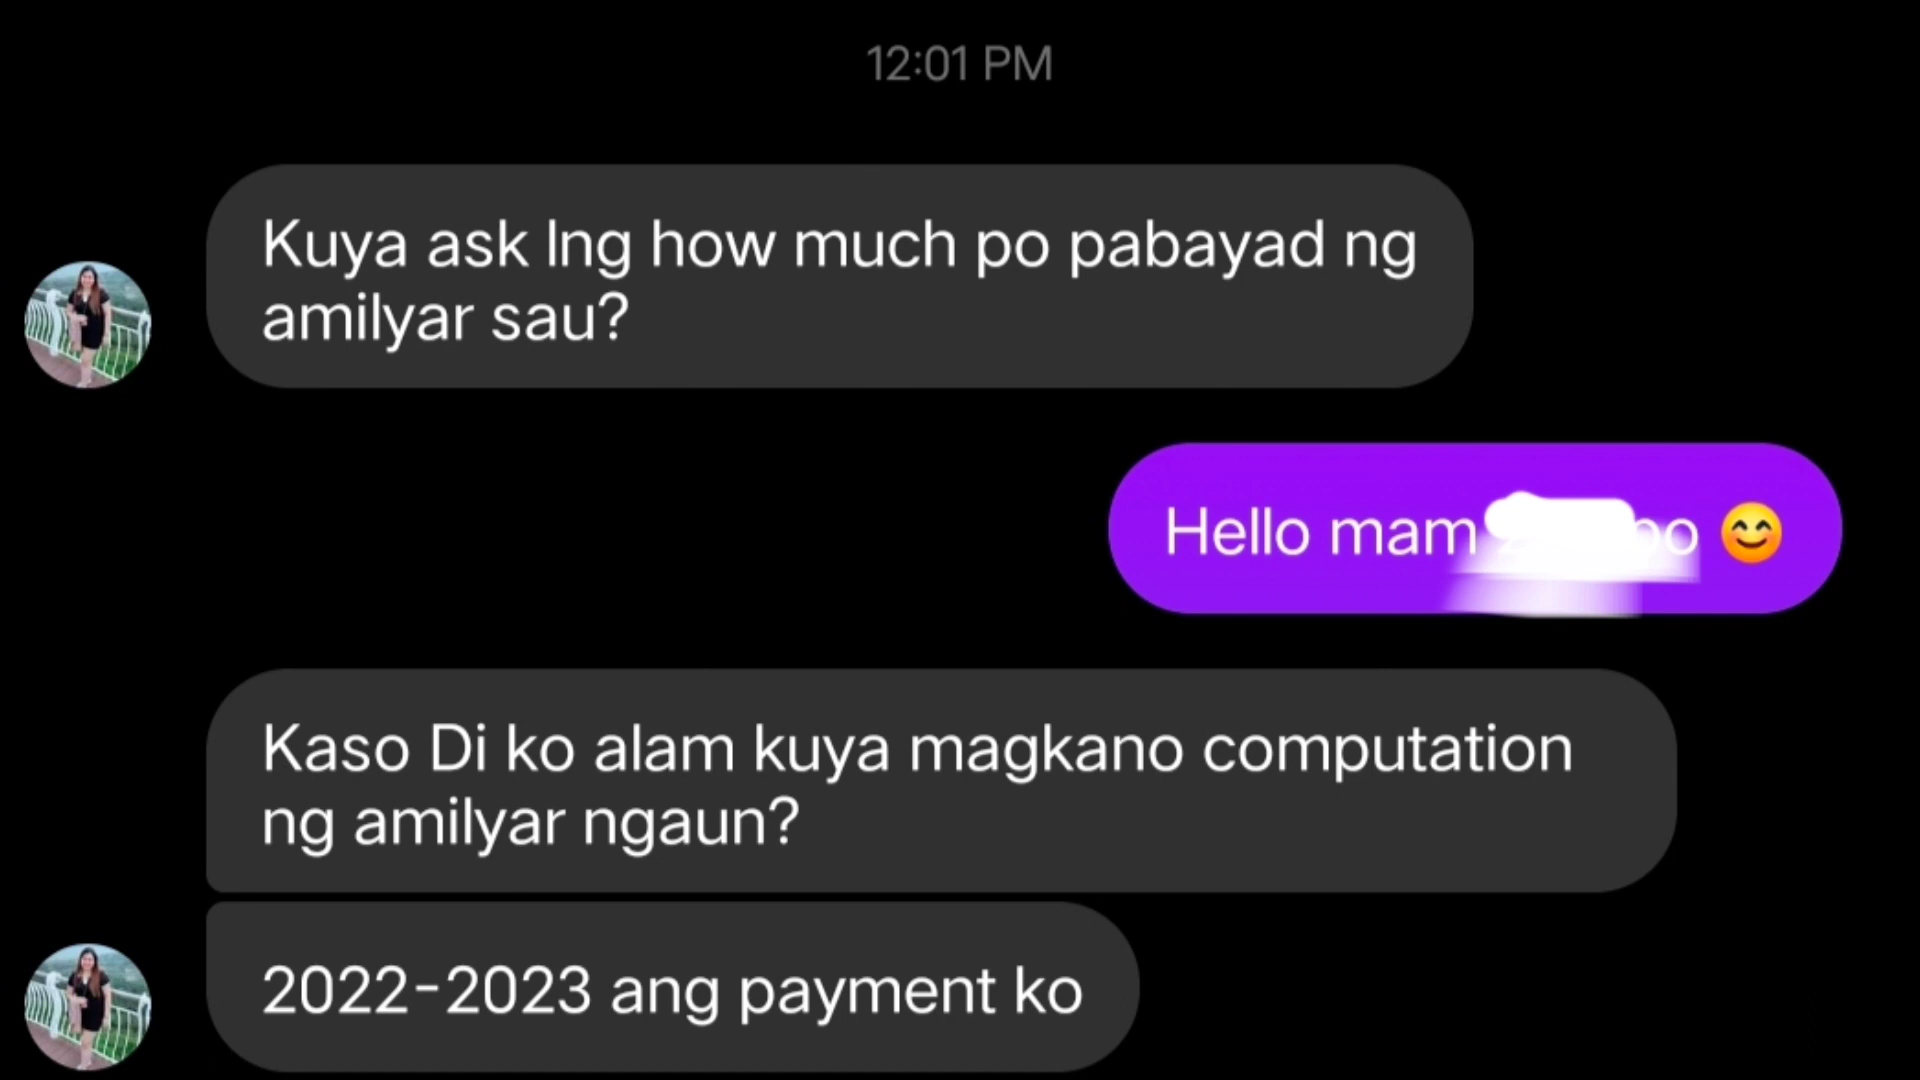 12:01 PM
Kuya ask lng how much po pabayad ng
amilyar sau?
Hello mam po 😊
Kaso Di ko alam kuya magkano computation
ng amilyar ngaun?
2022-2023 ang payment ko